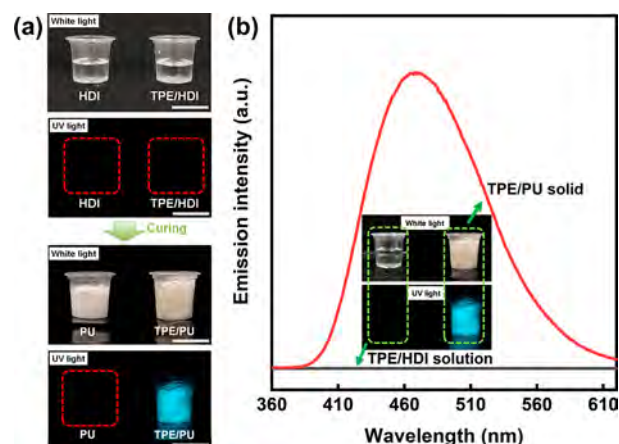 (a)
White light
HDI TPE/HDI
UV light
HDI TPE/HDI
Curing
White light
PU TPE/PU
UV light
PU TPE/PU
(b)
Emission intensity (a.u.)
TPE/PU solid
White light
UV light
TPE/HDI solution
360 410 460 510 560 610
Wavelength (nm)